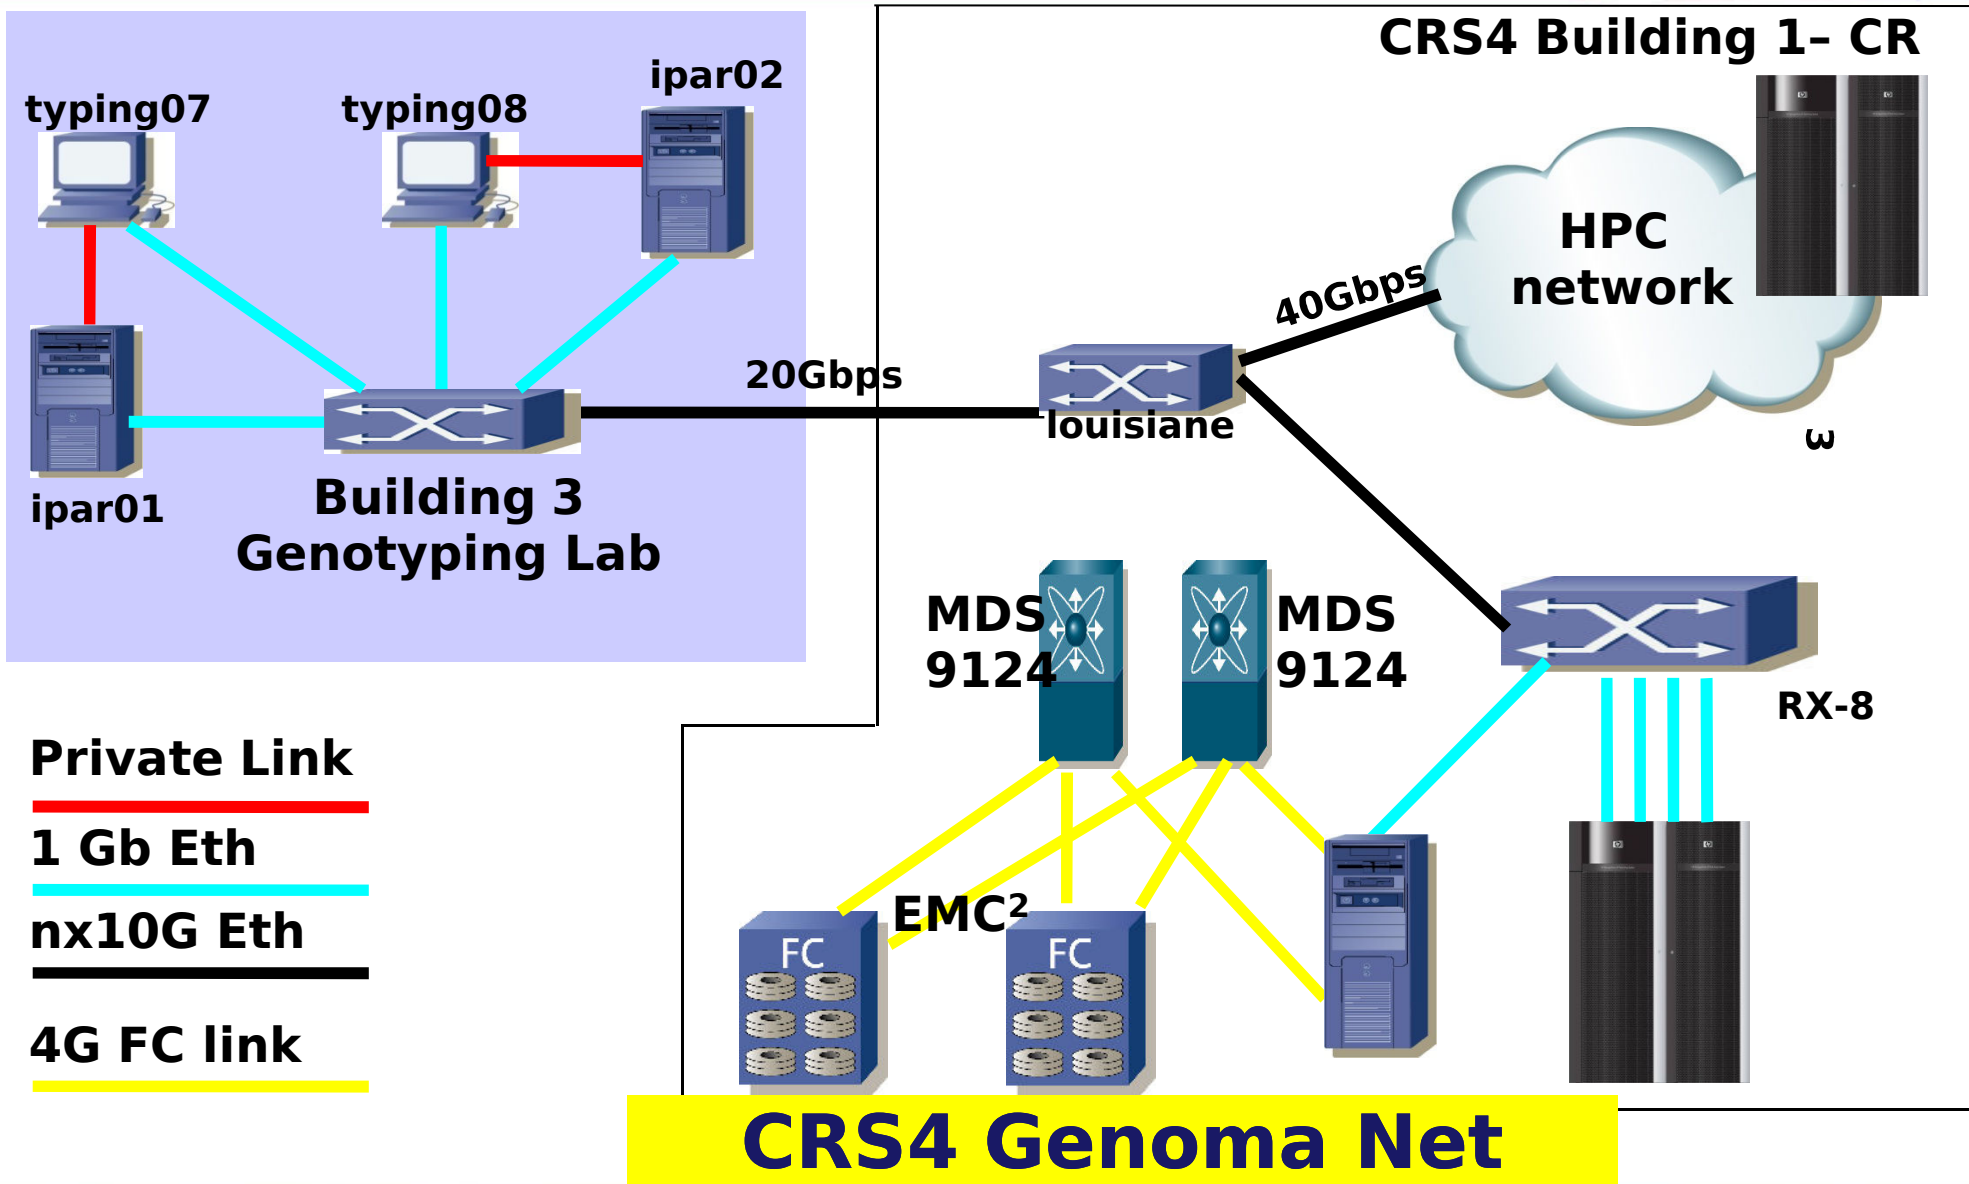 CRS4 Building 1– CR
ipar02
typing07
typing08
HPC
network
40Gbps
20Gbps
louisiane
ω
ipar01
Building 3
Genotyping Lab
MDS
9124
MDS
9124
RX-8
Private Link
1 Gb Eth
nx10G Eth
4G FC link
EMC²
FC
FC
CRS4 Genoma Net